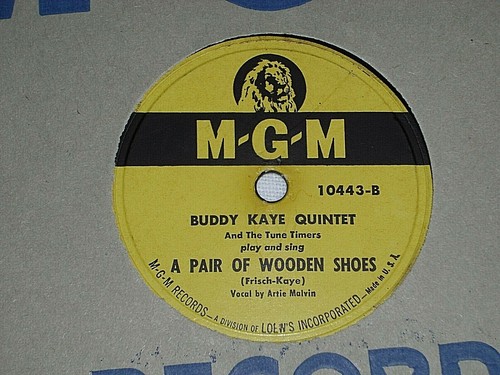 M-G-M
10443-B
BUDDY KAYE QUINTET
And The Tune Timers
play and sing
A PAIR OF WOODEN SHOES
(Frisch-Kaye)
Vocal by Artie Malvin
M-G-M RECORDS—A DIVISION OF LOEW'S INCORPORATED—Made in U.S.A.
RECORD